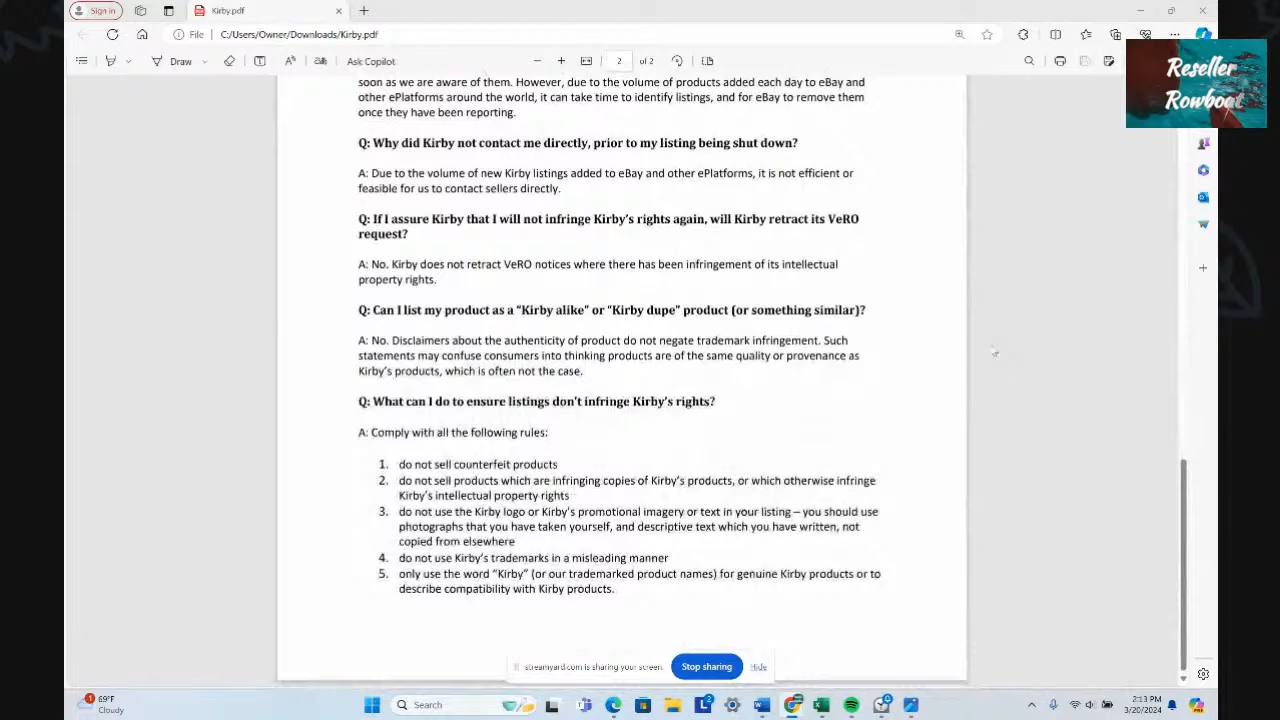 Sign in
Kirby.pdf
File
C:/Users/Owner/Downloads/Kirby.pdf
Draw
Ask Copilot
2
of 2
Reseller
Rowboat
soon as we are aware of them. However, due to the volume of products added each day to eBay and
other ePlatforms around the world, it can take time to identify listings, and for eBay to remove them
once they have been reporting.
Q: Why did Kirby not contact me directly, prior to my listing being shut down?
A: Due to the volume of new Kirby listings added to eBay and other ePlatforms, it is not efficient or
feasible for us to contact sellers directly.
Q: If I assure Kirby that I will not infringe Kirby's rights again, will Kirby retract its VeRO
request?
A: No. Kirby does not retract VeRO notices where there has been infringement of its intellectual
property rights.
Q: Can I list my product as a "Kirby alike" or "Kirby dupe" product (or something similar)?
A: No. Disclaimers about the authenticity of product do not negate trademark infringement. Such
statements may confuse consumers into thinking products are of the same quality or provenance as
Kirby's products, which is often not the case.
Q: What can I do to ensure listings don't infringe Kirby's rights?
A: Comply with all the following rules:
1. do not sell counterfeit products
2. do not sell products which are infringing copies of Kirby's products, or which otherwise infringe
Kirby's intellectual property rights
3. do not use the Kirby logo or Kirby's promotional imagery or text in your listing – you should use
photographs that you have taken yourself, and descriptive text which you have written, not
copied from elsewhere
4. do not use Kirby's trademarks in a misleading manner
5. only use the word "Kirby" (or our trademarked product names) for genuine Kirby products or to
describe compatibility with Kirby products.
streamyard.com is sharing your screen.
Stop sharing
Hide
69°F
Cloudy
Search
2:13 PM
3/20/2024